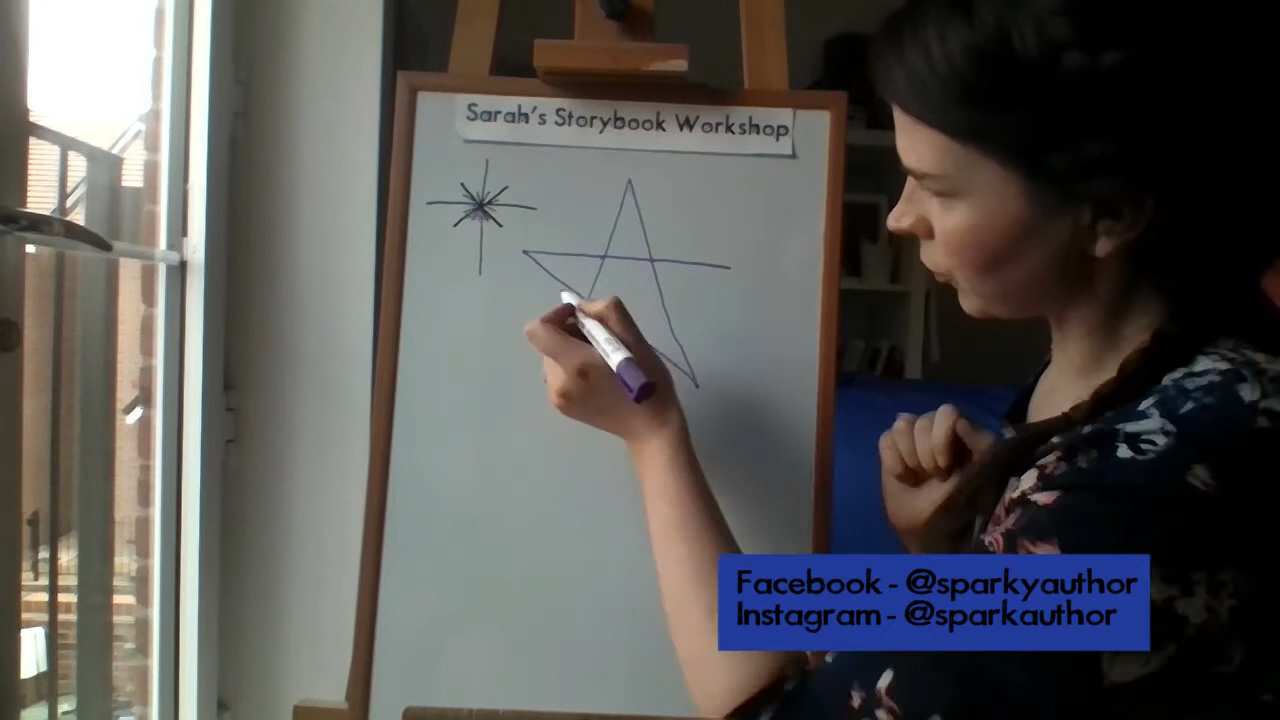 Sarah's Storybook Workshop
Facebook - @sparkyauthor
Instagram - @sparkauthor